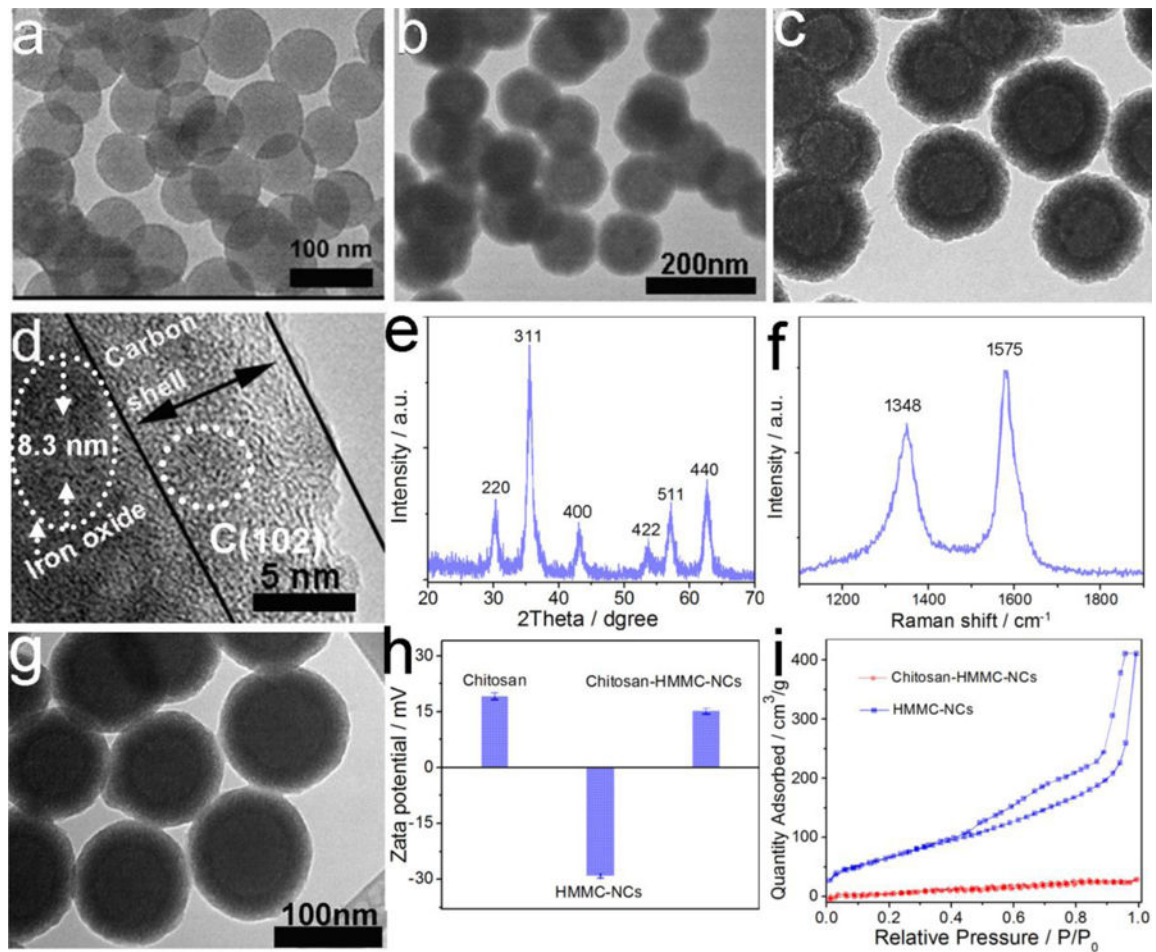 a
100 nm
b
200nm
c
d
Carbon
shell
8.3 nm
Iron oxide
C(102)
5 nm
e
311
220
400
422
511
440
Intensity / a.u.
20 30 40 50 60 70
2Theta / dgree
f
1575
1348
Intensity / a.u.
1200 1400 1600 1800
Raman shift / cm⁻¹
g
100nm
h
Chitosan
Chitosan-HMMC-NCs
HMMC-NCs
30
15
0
-15
-30
Zata potential / mV
i
Chitosan-HMMC-NCs
HMMC-NCs
400
300
200
100
0
Quantity Adsorbed / cm³/g
0.0 0.2 0.4 0.6 0.8 1.0
Relative Pressure / P/P₀